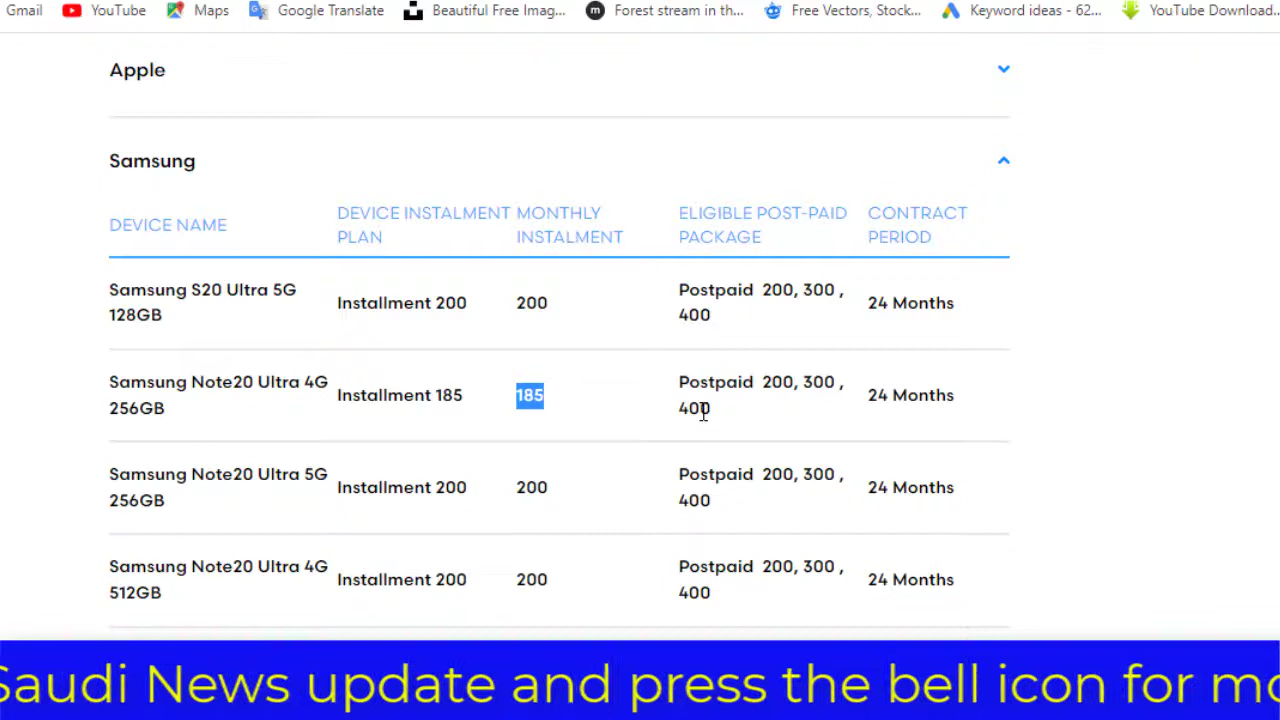 Gmail YouTube Maps Google Translate Beautiful Free Imag... Forest stream in th... Free Vectors, Stock... Keyword ideas - 62... YouTube Download...
Apple
Samsung
DEVICE NAME
DEVICE INSTALMENT
PLAN
MONTHLY
INSTALMENT
ELIGIBLE POST-PAID
PACKAGE
CONTRACT
PERIOD
Samsung S20 Ultra 5G
128GB
Installment 200
200
Postpaid 200, 300 ,
400
24 Months
Samsung Note20 Ultra 4G
256GB
Installment 185
185
Postpaid 200, 300 ,
400
24 Months
Samsung Note20 Ultra 5G
256GB
Installment 200
200
Postpaid 200, 300 ,
400
24 Months
Samsung Note20 Ultra 4G
512GB
Installment 200
200
Postpaid 200, 300 ,
400
24 Months
Saudi News update and press the bell icon for mo